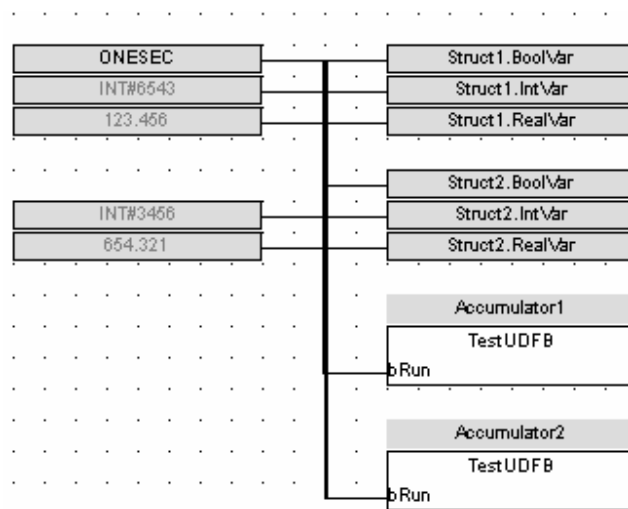 ONESEC Struct1.BoolVar
INT#6543 Struct1.IntVar
123.456 Struct1.RealVar
Struct2.BoolVar
INT#3456 Struct2.IntVar
654.321 Struct2.RealVar
Accumulator1
TestUDFB
bRun
Accumulator2
TestUDFB
bRun